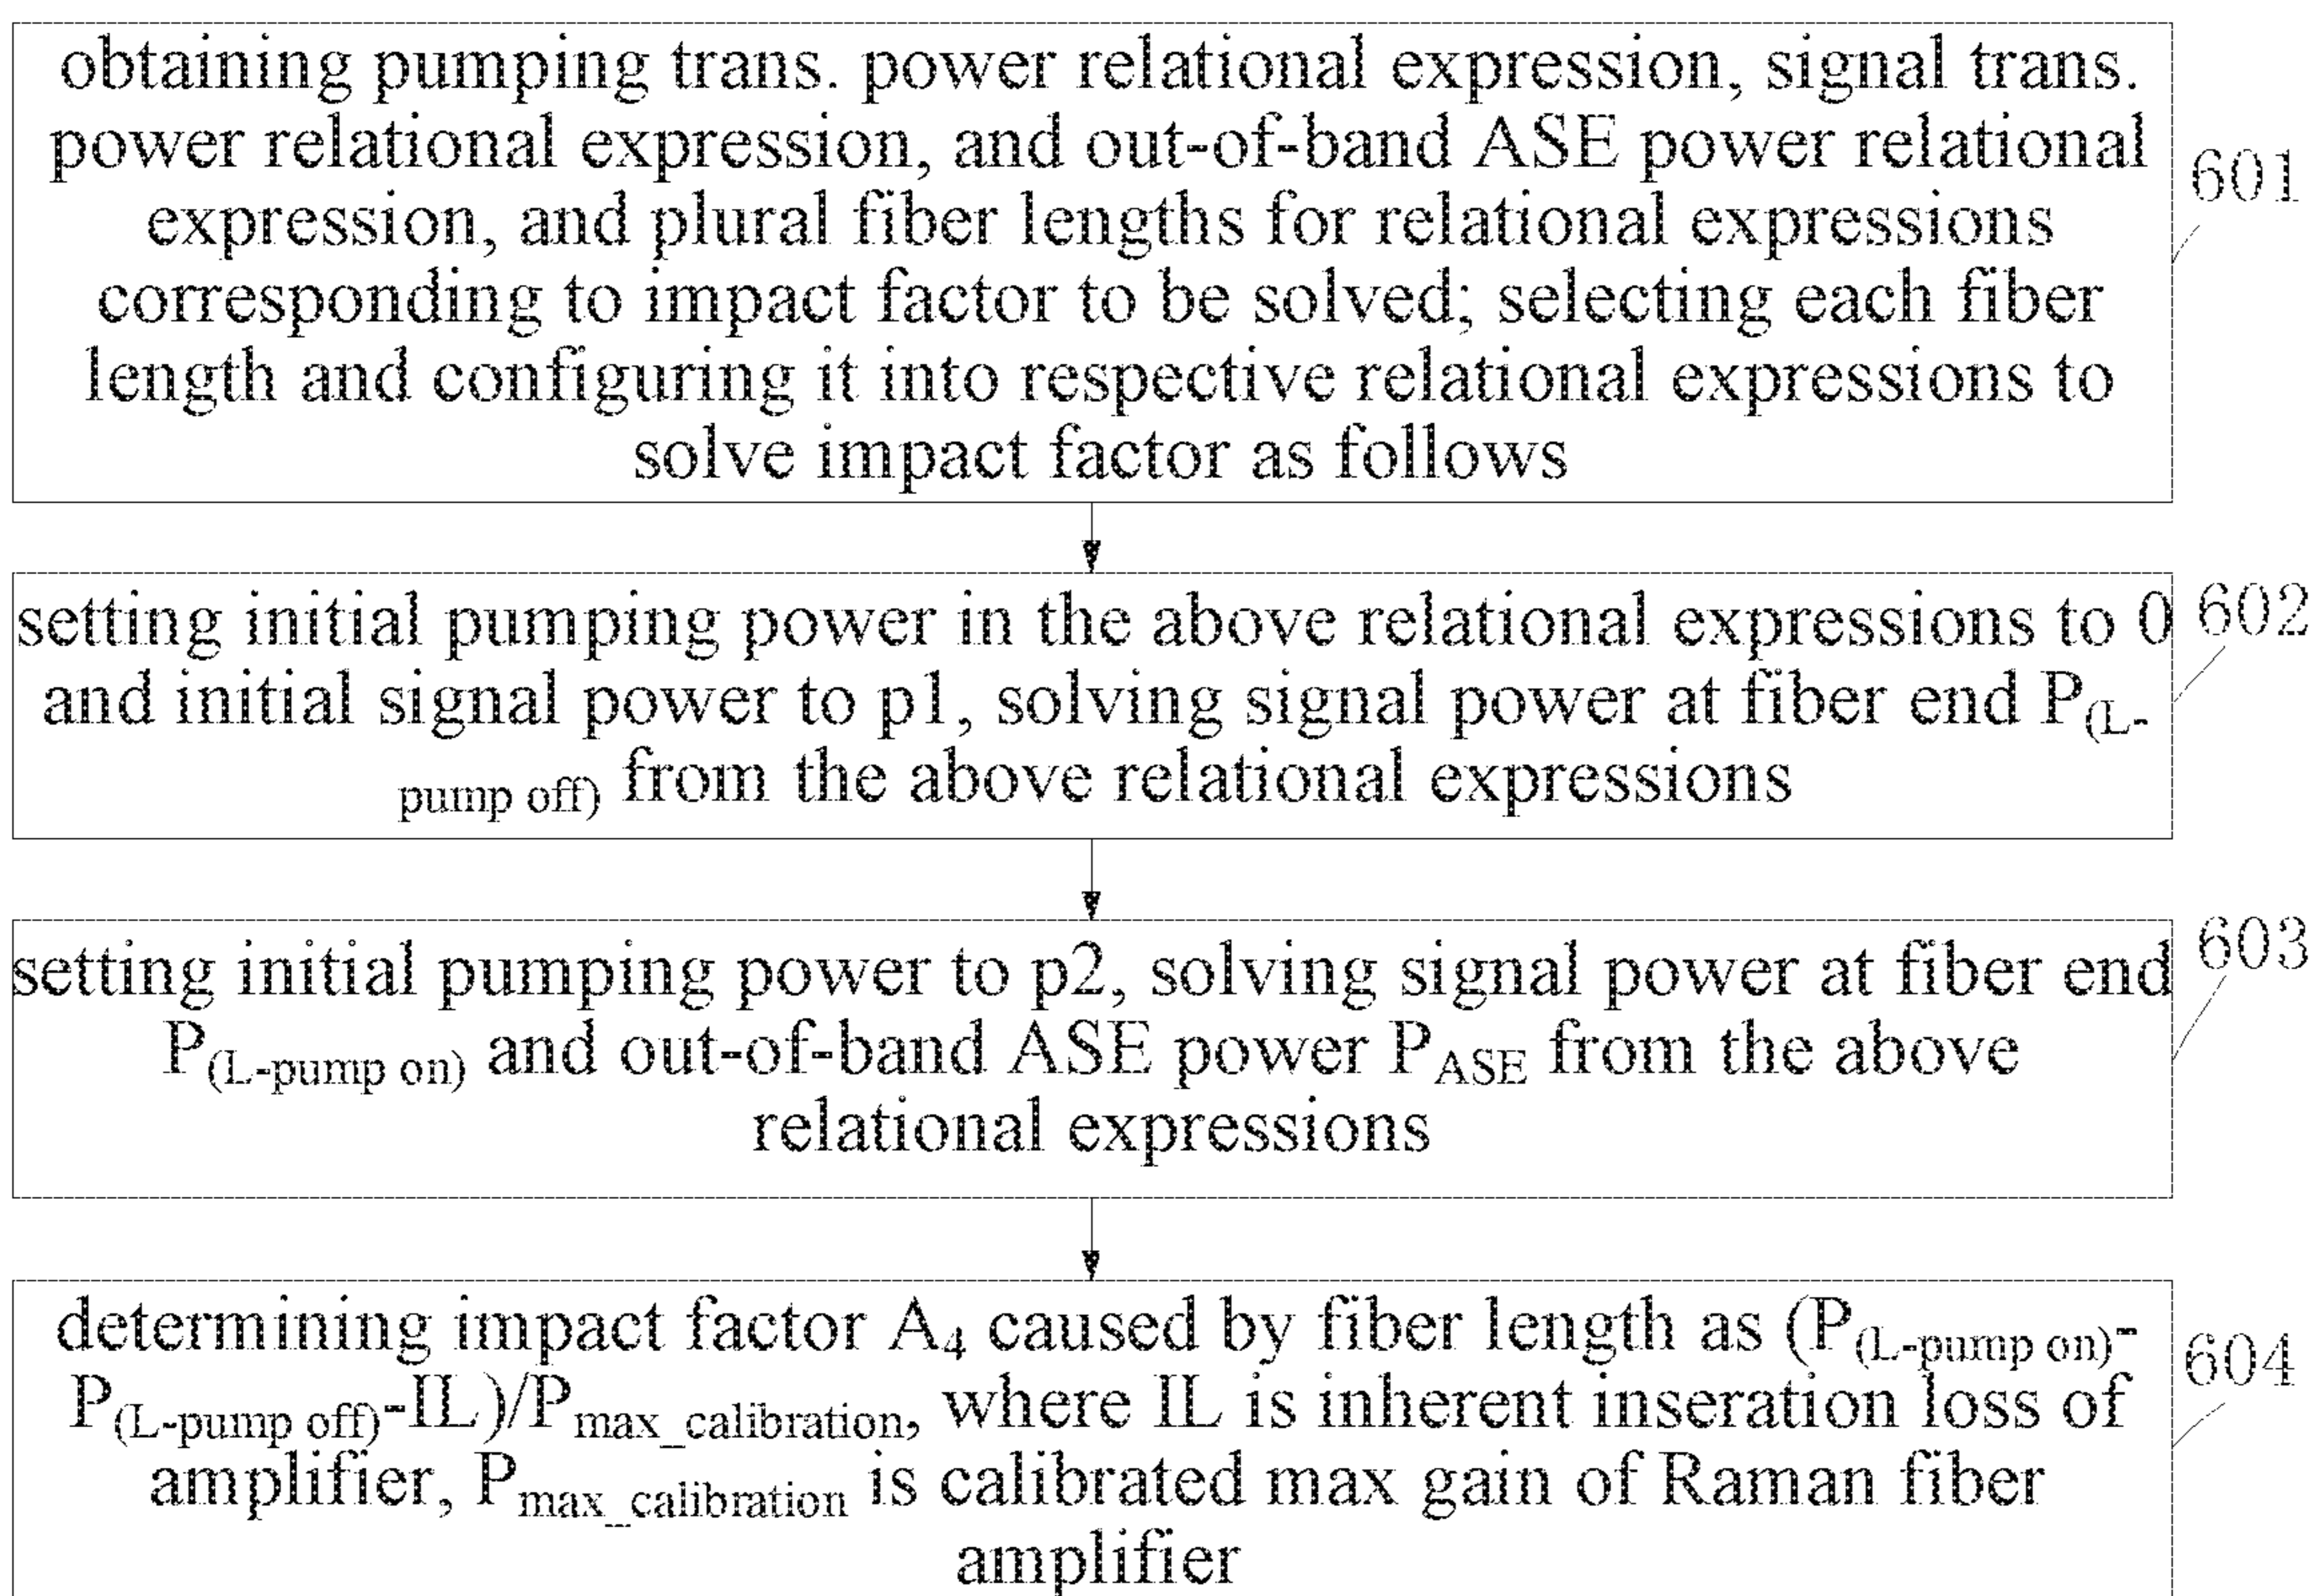 obtaining pumping trans. power relational expression, signal trans.
power relational expression, and out-of-band ASE power relational
expression, and plural fiber lengths for relational expressions
corresponding to impact factor to be solved; selecting each fiber
length and configuring it into respective relational expressions to
solve impact factor as follows
601
setting initial pumping power in the above relational expressions to 0
and initial signal power to p1, solving signal power at fiber end P(L-
pump off) from the above relational expressions
602
setting initial pumping power to p2, solving signal power at fiber end
P(L-pump on) and out-of-band ASE power PASE from the above
relational expressions
603
determining impact factor A4 caused by fiber length as (P(L-pump on)-
P(L-pump off)-IL)/Pmax_calibration, where IL is inherent inseration loss of
amplifier, Pmax_calibration is calibrated max gain of Raman fiber
amplifier
604